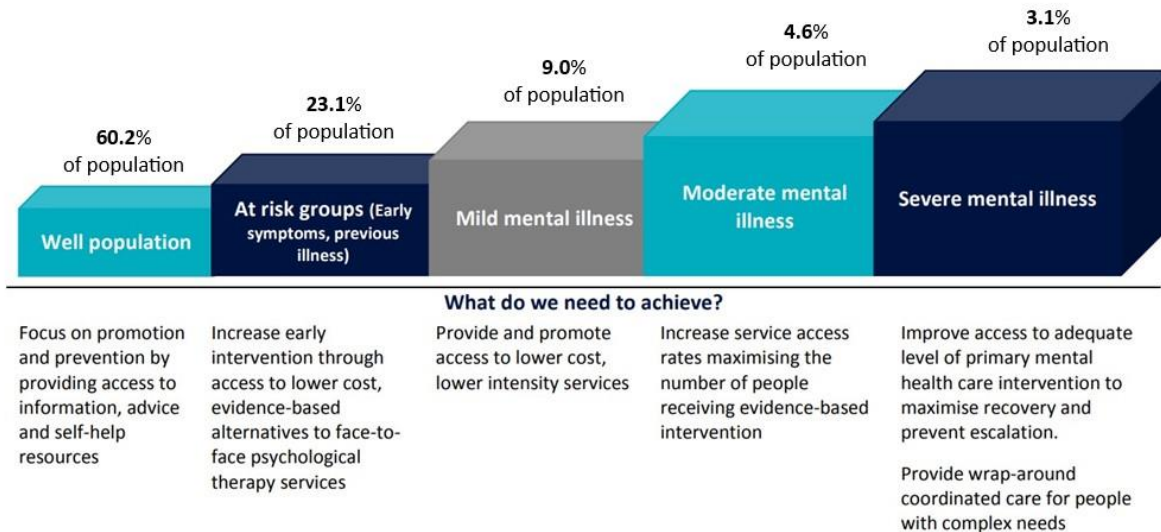 60.2%
of population
23.1%
of population
9.0%
of population
4.6%
of population
3.1%
of population
Well population
At risk groups (Early
symptoms, previous
illness)
Mild mental illness
Moderate mental
illness
Severe mental illness
What do we need to achieve?
Focus on promotion
and prevention by
providing access to
information, advice
and self-help
resources
Increase early
intervention through
access to lower cost,
evidence-based
alternatives to face-to-
face psychological
therapy services
Provide and promote
access to lower cost,
lower intensity services
Increase service access
rates maximising the
number of people
receiving evidence-based
intervention
Improve access to adequate
level of primary mental
health care intervention to
maximise recovery and
prevent escalation.
Provide wrap-around
coordinated care for people
with complex needs